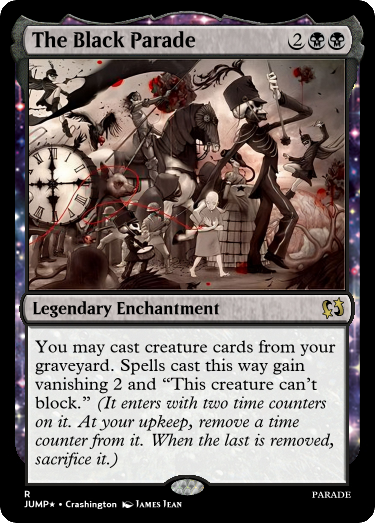 The Black Parade 2
Legendary Enchantment
You may cast creature cards from your
graveyard. Spells cast this way gain
vanishing 2 and “This creature can’t
block.” (It enters with two time counters
on it. At your upkeep, remove a time
counter from it. When the last is removed,
sacrifice it.)
R
JUMP★ • Crashington James Jean
PARADE